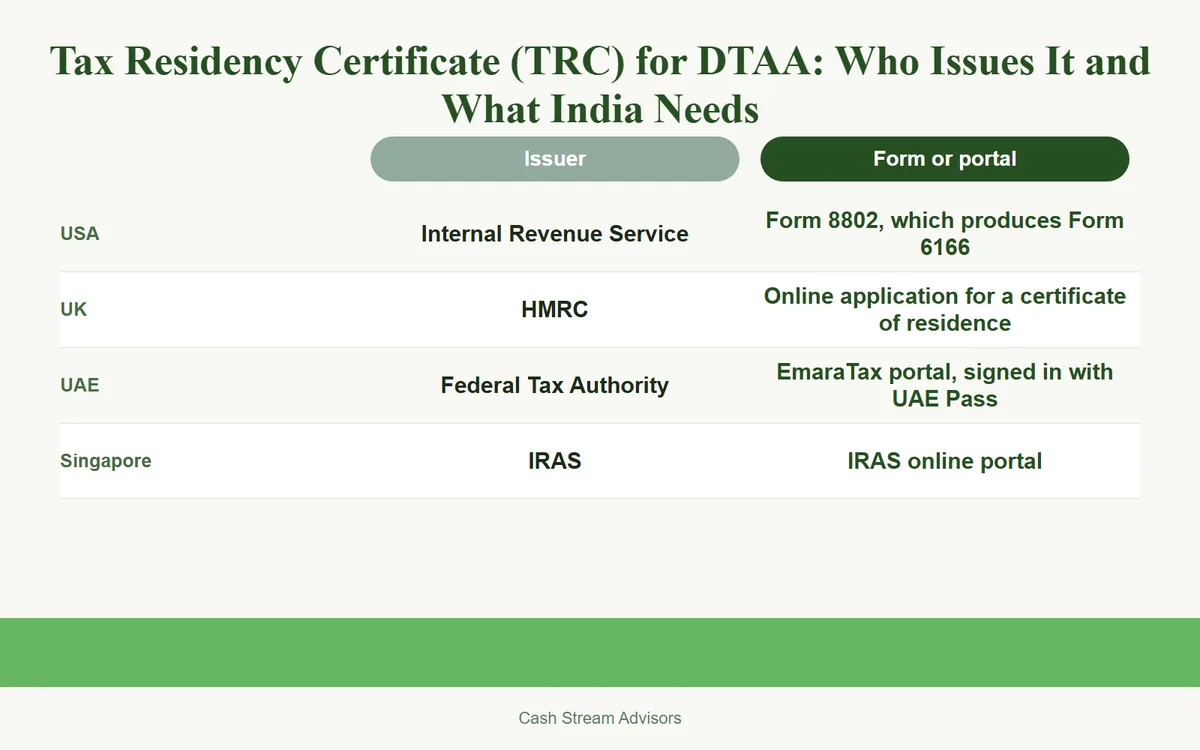 Tax Residency Certificate (TRC) for DTAA: Who Issues It and
What India Needs
Issuer
Form or portal
USA
Internal Revenue Service
Form 8802, which produces Form
6166
UK
HMRC
Online application for a certificate
of residence
UAE
Federal Tax Authority
EmaraTax portal, signed in with
UAE Pass
Singapore
IRAS
IRAS online portal
Cash Stream Advisors